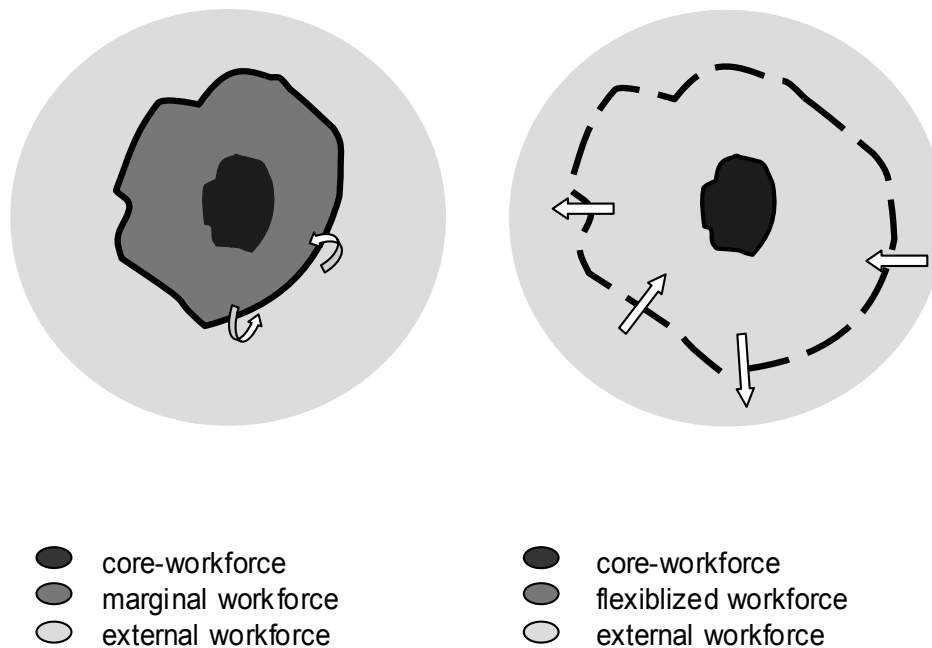 core-workforce
marginal workforce
external workforce
core-workforce
flexiblized workforce
external workforce